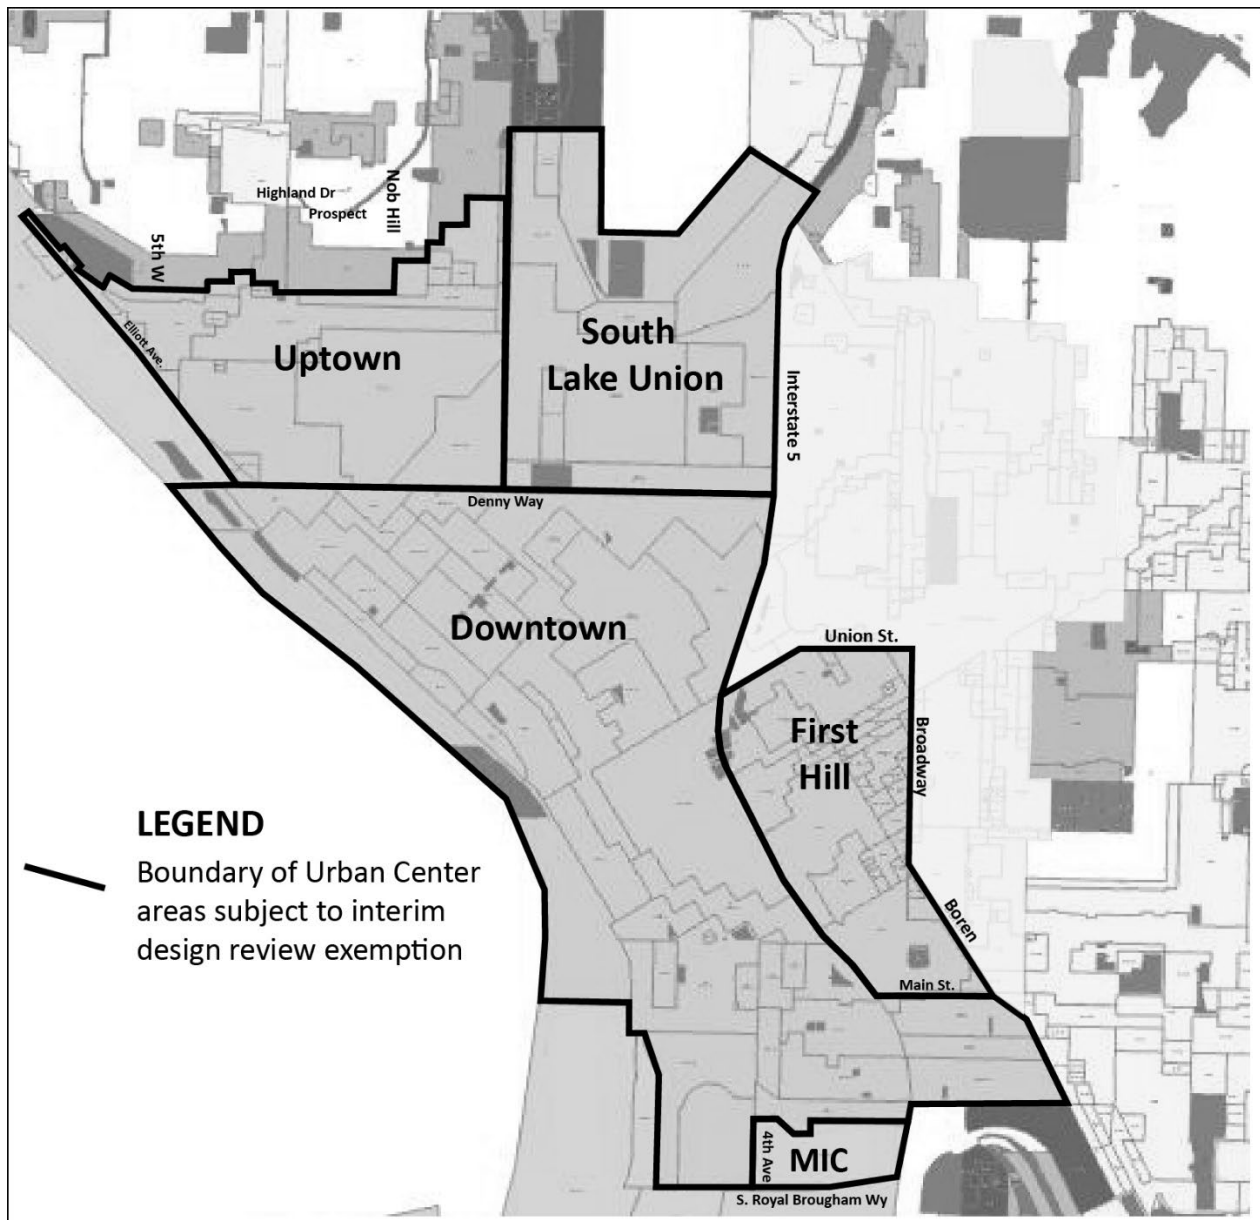 Highland Dr
Prospect
Nob Hill
5th W
Elliott Ave.
Uptown
South
Lake Union
Interstate 5
Denny Way
Downtown
Union St.
First
Hill
Broadway
Boren
Main St.
LEGEND
Boundary of Urban Center
areas subject to interim
design review exemption
4th Ave
MIC
S. Royal Brougham Wy